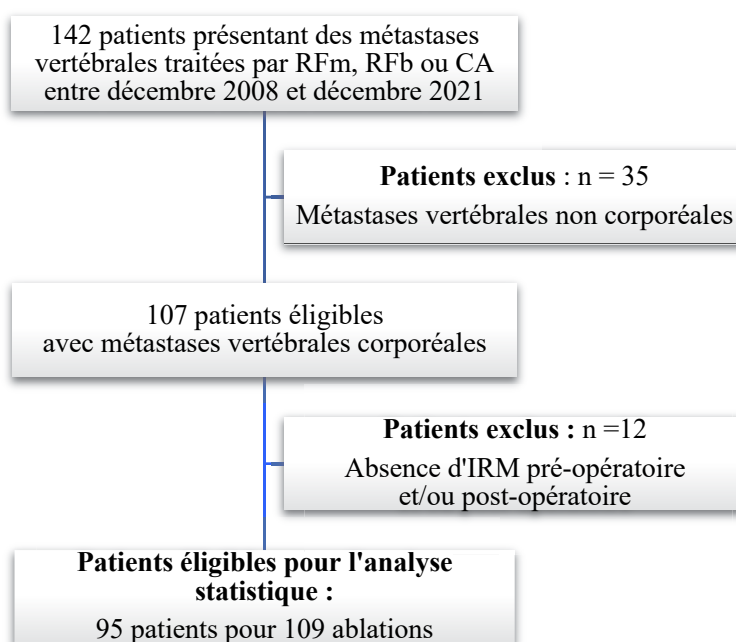 142 patients présentant des métastases
vertébrales traitées par RFm, RFb ou CA
entre décembre 2008 et décembre 2021
Patients exclus : n = 35
Métastases vertébrales non corporéales
107 patients éligibles
avec métastases vertébrales corporéales
Patients exclus : n =12
Absence d'IRM pré-opératoire
et/ou post-opératoire
Patients éligibles pour l'analyse
statistique :
95 patients pour 109 ablations